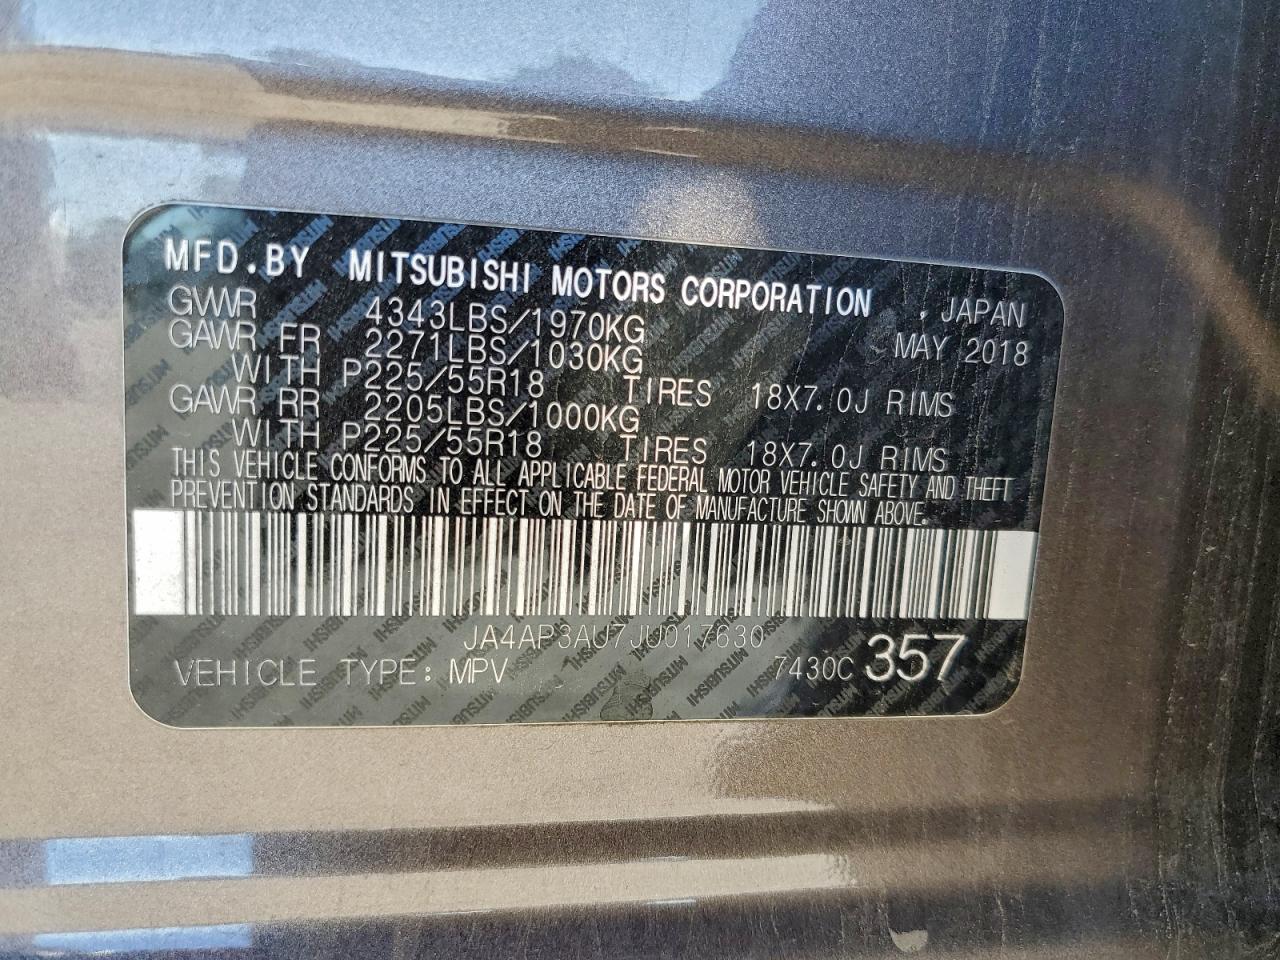 MFD.BY MITSUBISHI MOTORS CORPORATION , JAPAN
GVWR 4343LBS/1970KG MAY 2018
GAWR FR 2271LBS/1030KG
WITH P225/55R18 TIRES 18X7.0J RIMS
GAWR RR 2205LBS/1000KG
WITH P225/55R18 TIRES 18X7.0J RIMS
THIS VEHICLE CONFORMS TO ALL APPLICABLE FEDERAL MOTOR VEHICLE SAFETY AND THEFT
PREVENTION STANDARDS IN EFFECT ON THE DATE OF MANUFACTURE SHOWN ABOVE.
JA4AP3AU7JU017630
VEHICLE TYPE: MPV 7430C 357